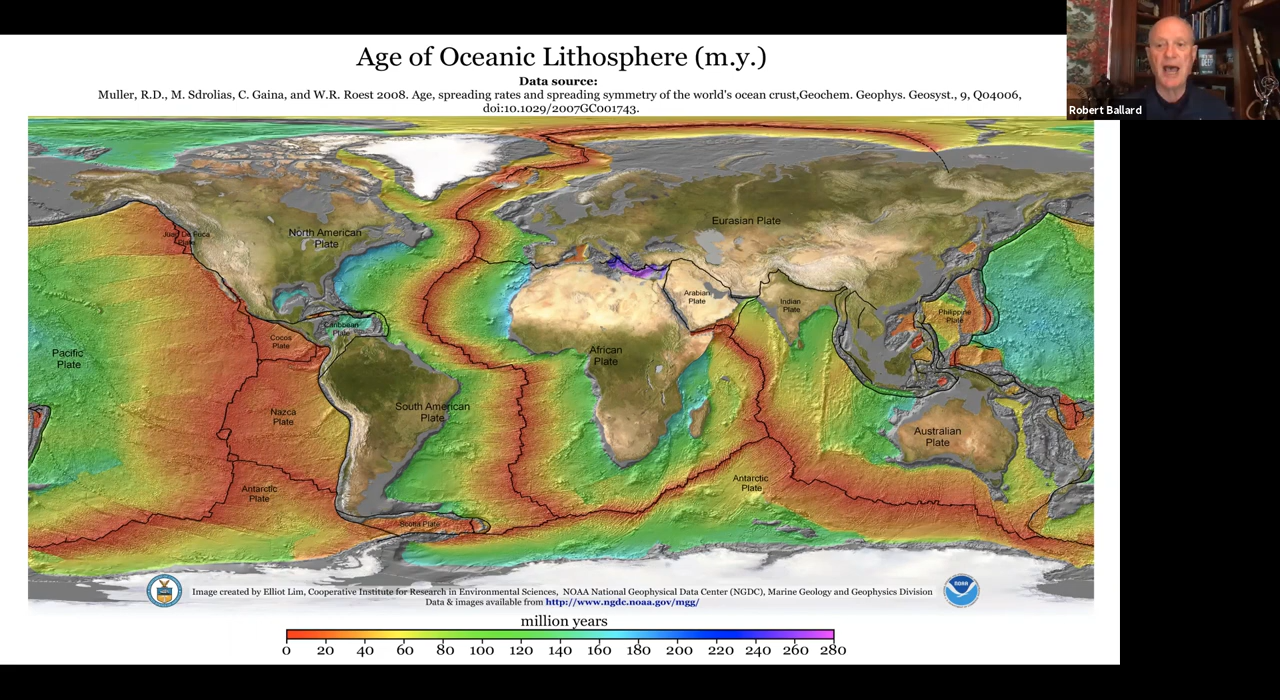 Age of Oceanic Lithosphere (m.y.)
Data source:
Muller, R.D., M. Sdrolias, C. Gaina, and W.R. Roest 2008. Age, spreading rates and spreading symmetry of the world's ocean crust,Geochem. Geophys. Geosyst., 9, Q04006,
doi:10.1029/2007GC001743.
Robert Ballard
Juan De Fuca
Plate
North American
Plate
Eurasian Plate
Arabian
Plate
Indian
Plate
Philippine
Plate
Caribbean
Plate
Cocos
Plate
Pacific
Plate
African
Plate
Nazca
Plate
South American
Plate
Australian
Plate
Antarctic
Plate
Antarctic
Plate
Scotia Plate
Image created by Elliot Lim, Cooperative Institute for Research in Environmental Sciences, NOAA National Geophysical Data Center (NGDC), Marine Geology and Geophysics Division
Data & images available from http://www.ngdc.noaa.gov/mgg/
NOAA
million years
0 20 40 60 80 100 120 140 160 180 200 220 240 260 280